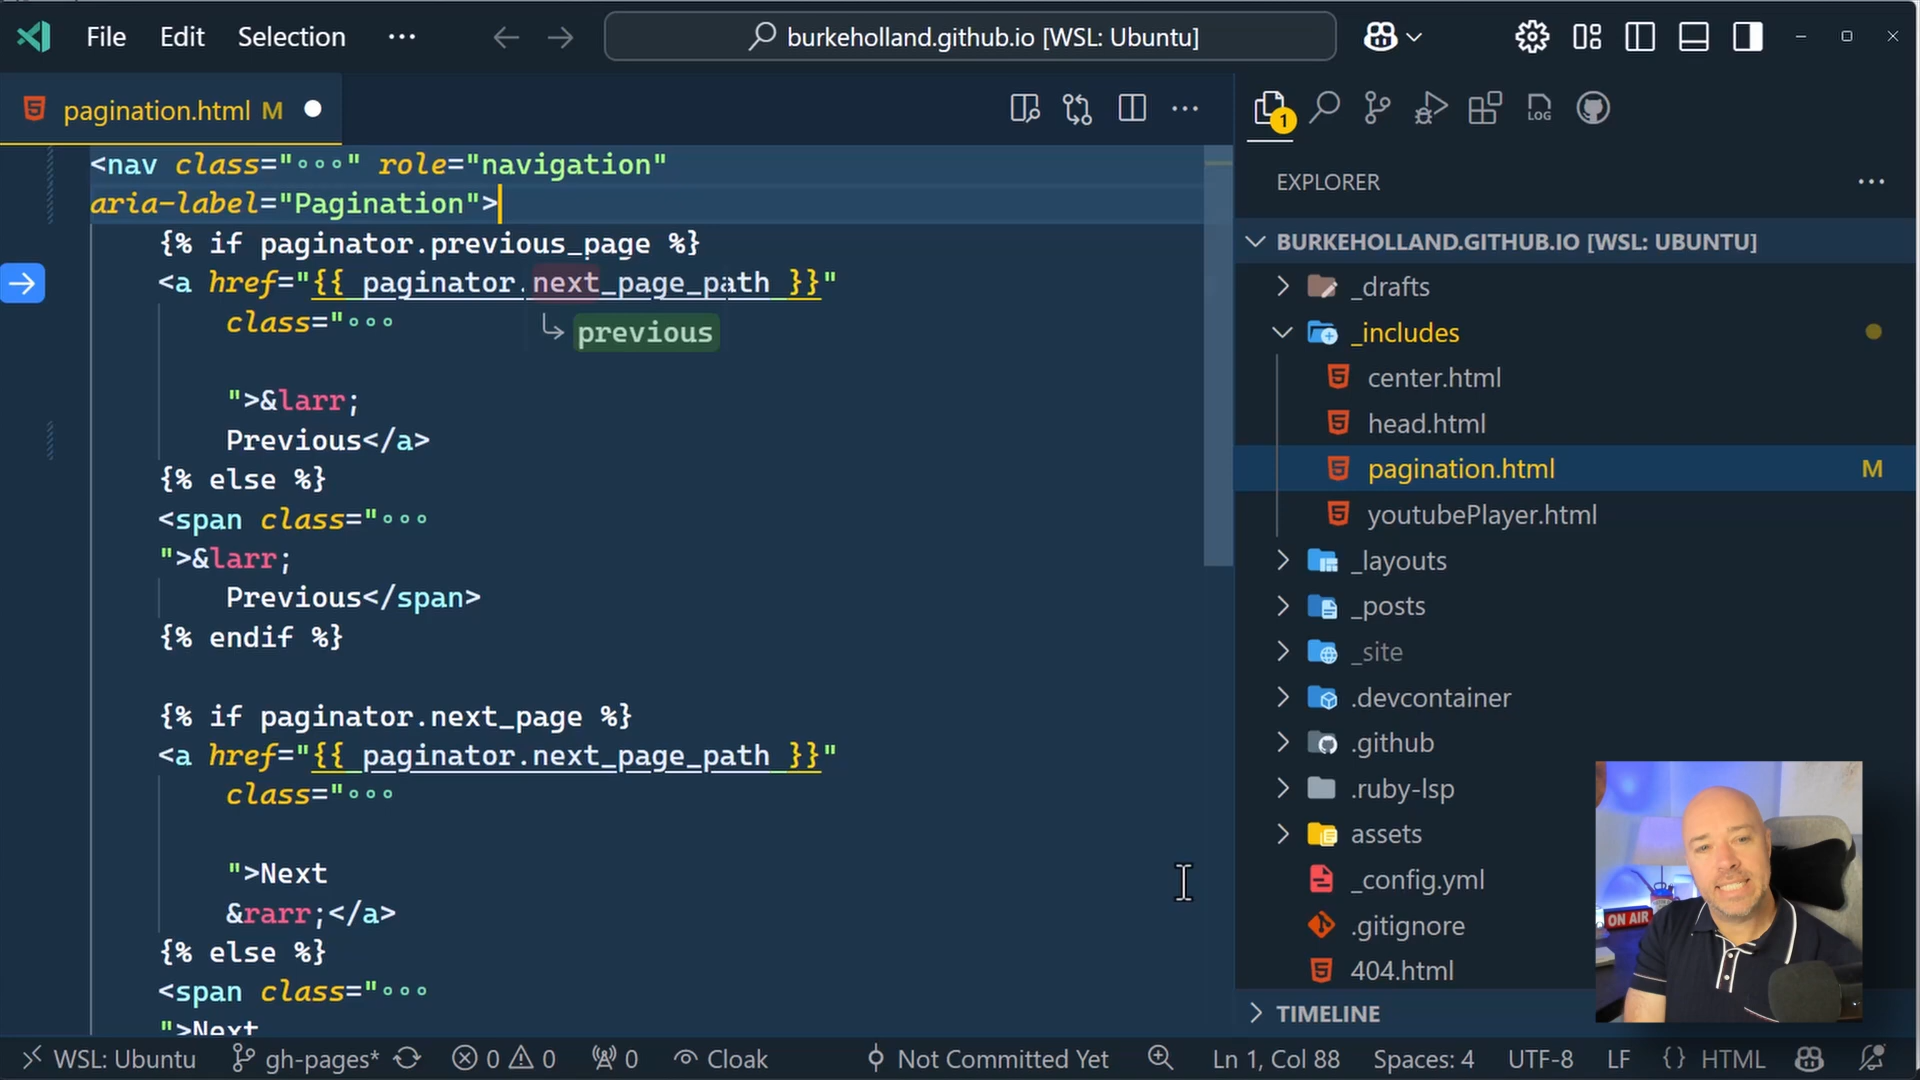 File Edit Selection ··· burkeholland.github.io [WSL: Ubuntu]
pagination.html M
<nav class="◦◦◦" role="navigation"
aria-label="Pagination">
{% if paginator.previous_page %}
<a href="{{ paginator.next_page_path }}"
previous
class="◦◦◦
">&larr;
Previous</a>
{% else %}
<span class="◦◦◦
">&larr;
Previous</span>
{% endif %}
{% if paginator.next_page %}
<a href="{{ paginator.next_page_path }}"
class="◦◦◦
">Next
&rarr;</a>
{% else %}
<span class="◦◦◦
">Next
1
LOG
EXPLORER
BURKEHOLLAND.GITHUB.IO [WSL: UBUNTU]
_drafts
_includes
center.html
head.html
pagination.html M
youtubePlayer.html
_layouts
_posts
_site
.devcontainer
.github
.ruby-lsp
assets
_config.yml
.gitignore
404.html
TIMELINE
ON AIR
WSL: Ubuntu gh-pages* 0 0 0 Cloak Not Committed Yet Ln 1, Col 88 Spaces: 4 UTF-8 LF {} HTML